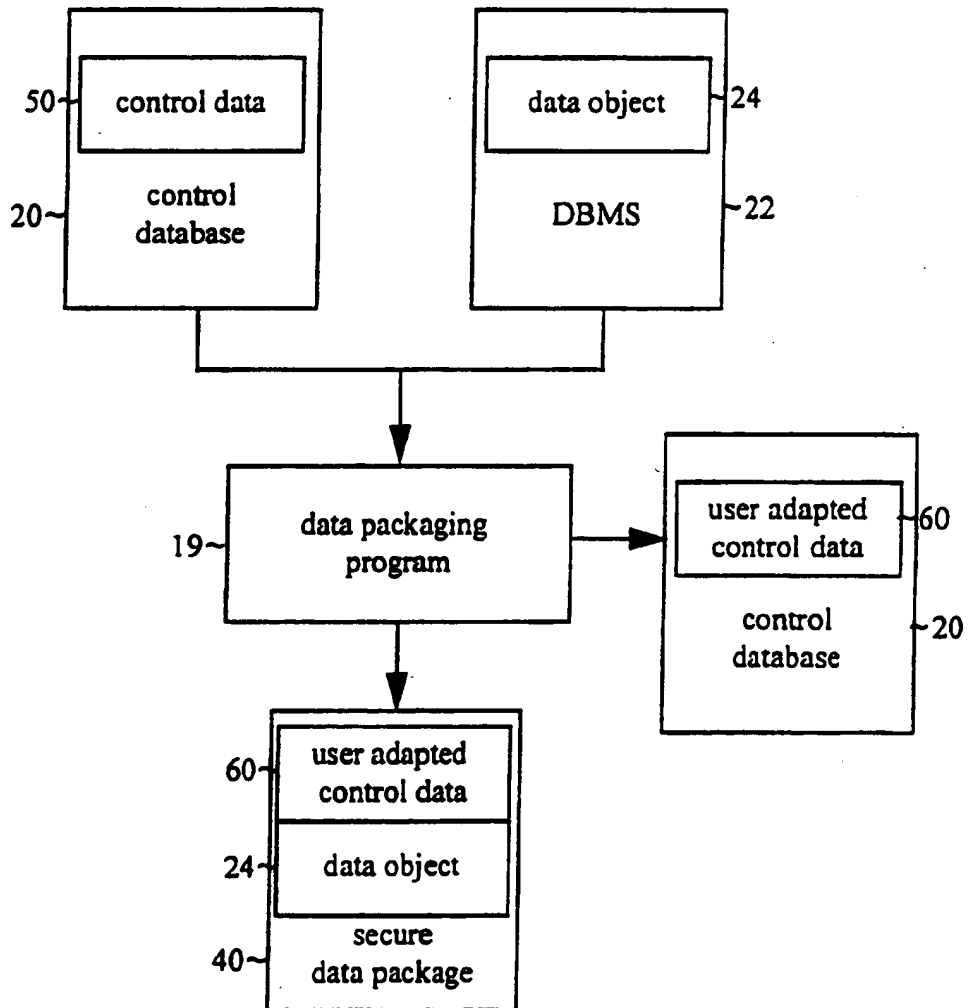 50 control data
data object 24
20 control
database
DBMS 22
19 data packaging
program
user adapted 60
control data
control 20
database
60 user adapted
control data
24 data object
secure
40 data package